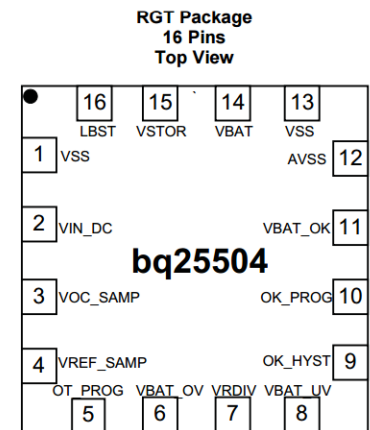 RGT Package
16 Pins
Top View
16 15 14 13
LBST VSTOR VBAT VSS
1 VSS
AVSS 12
2 VIN_DC
VBAT_OK 11
bq25504
3 VOC_SAMP
OK_PROG 10
4 VREF_SAMP
OK_HYST 9
OT_PROG VBAT_OV VRDIV VBAT_UV
5 6 7 8